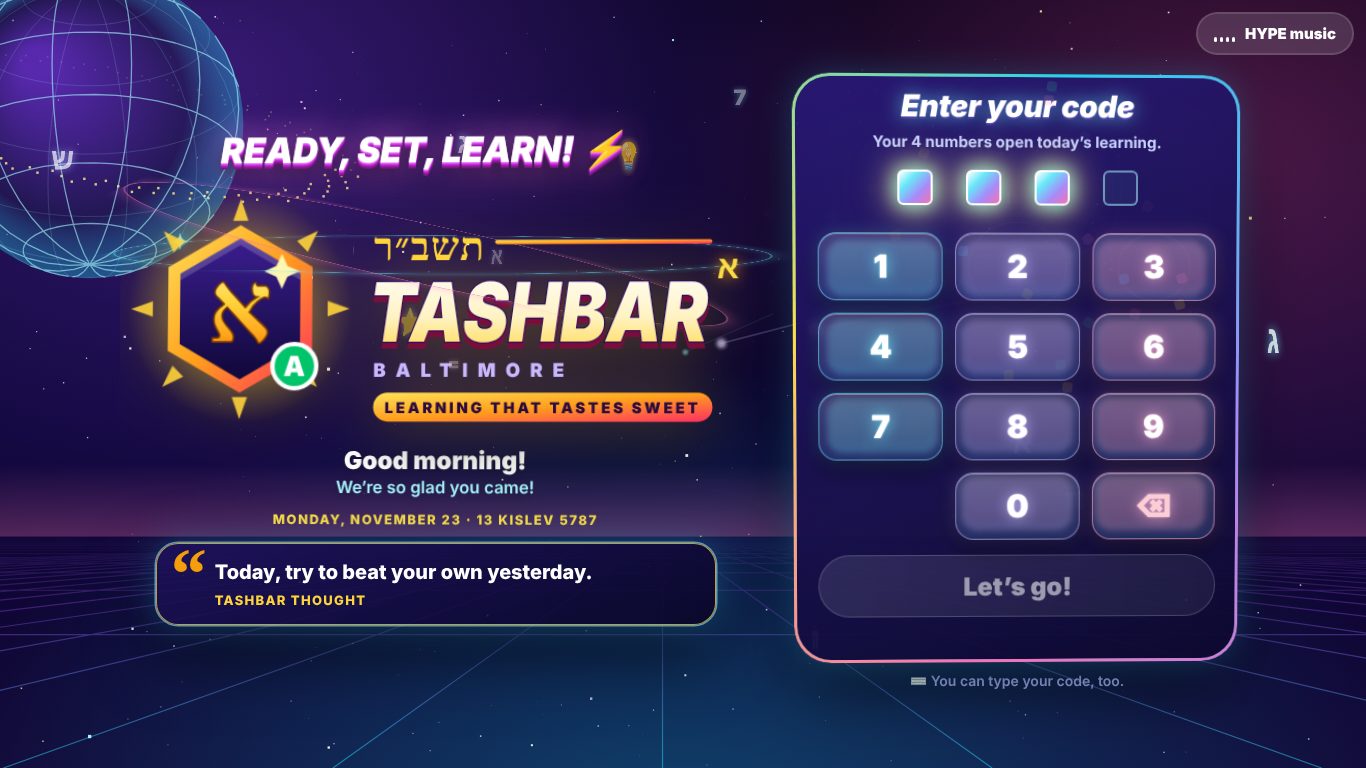 HYPE music
READY, SET, LEARN!
ש
7
תשב״ר
א
א
א
TASHBAR
A
BALTIMORE
LEARNING THAT TASTES SWEET
Good morning!
We’re so glad you came!
MONDAY, NOVEMBER 23 · 13 KISLEV 5787
“
Today, try to beat your own yesterday.
TASHBAR THOUGHT
Enter your code
Your 4 numbers open today’s learning.
1 2 3
4 5 6
7 8 9
0
Let’s go!
You can type your code, too.
ג